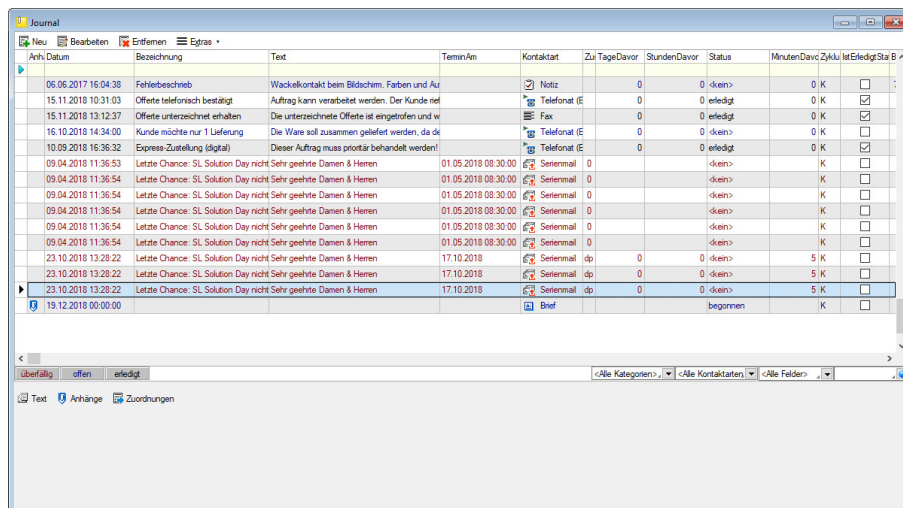 Journal
Neu Bearbeiten Entfernen Extras
Anh Datum Bezeichnung Text TerminAm Kontaktart Zu TageDavor StundenDavor Status MinutenDavo Zyklu IstErledigtSta B
06.06.2017 16:04:38 Fehlerbeschrieb Wackelkontakt beim Bildschim. Farben und Au Notiz 0 0 <kein> 0 K
15.11.2018 10:31:03 Offerte telefonisch bestätigt Auftrag kann verarbeitet werden. Der Kunde rief Telefonat (E 0 0 erledigt 0 K
15.11.2018 13:12:37 Offerte unterzeichnet erhalten Die unterzeichnete Offerte ist eingetrofen und w Fax 0 0 erledigt 0 K
16.10.2018 14:34:00 Kunde möchte nur 1 Lieferung Die Ware soll zusammen geliefert werden, da de Telefonat (E 0 0 <kein> 0 K
10.09.2018 16:36:32 Express-Zustellung (digital) Dieser Auftrag muss prioritär behandelt werden! Telefonat (E 0 0 erledigt 0 K
09.04.2018 11:36:53 Letzte Chance: SL Solution Day nicht Sehr geehrte Damen & Herren 01.05.2018 08:30:00 Serienmail 0 <kein> K
09.04.2018 11:36:54 Letzte Chance: SL Solution Day nicht Sehr geehrte Damen & Herren 01.05.2018 08:30:00 Serienmail 0 <kein> K
09.04.2018 11:36:54 Letzte Chance: SL Solution Day nicht Sehr geehrte Damen & Herren 01.05.2018 08:30:00 Serienmail 0 <kein> K
09.04.2018 11:36:54 Letzte Chance: SL Solution Day nicht Sehr geehrte Damen & Herren 01.05.2018 08:30:00 Serienmail 0 <kein> K
09.04.2018 11:36:54 Letzte Chance: SL Solution Day nicht Sehr geehrte Damen & Herren 01.05.2018 08:30:00 Serienmail 0 <kein> K
09.04.2018 11:36:54 Letzte Chance: SL Solution Day nicht Sehr geehrte Damen & Herren 01.05.2018 08:30:00 Serienmail 0 <kein> K
23.10.2018 13:28:22 Letzte Chance: SL Solution Day nicht Sehr geehrte Damen & Herren 17.10.2018 Serienmail dp 0 0 <kein> 5 K
23.10.2018 13:28:22 Letzte Chance: SL Solution Day nicht Sehr geehrte Damen & Herren 17.10.2018 Serienmail dp 0 0 <kein> 5 K
23.10.2018 13:28:22 Letzte Chance: SL Solution Day nicht Sehr geehrte Damen & Herren 17.10.2018 Serienmail dp 0 0 <kein> 5 K
19.12.2018 00:00:00 Brief begonnen K
überfällig offen erledigt <Alle Kategorien> <Alle Kontaktarten <Alle Felder>
Text Anhänge Zuordnungen